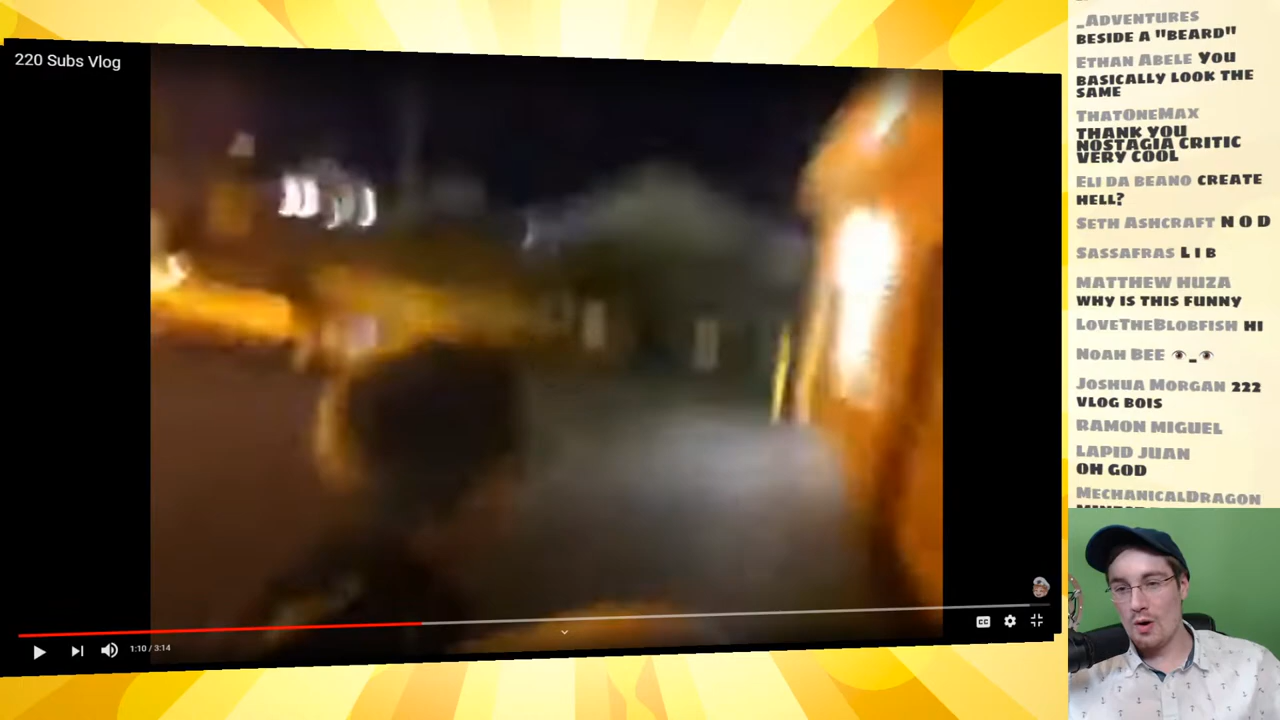 220 Subs Vlog
1:10 / 3:14
CC
_Adventures
BESIDE A "BEARD"
Ethan Abele You
BASICALLY LOOK THE
SAME
ThatOneMax
THANK YOU
NOSTAGIA CRITIC
VERY COOL
Eli da Beano CREATE
HELL?
Seth Ashcraft N O D
Sassafras L I B
MATTHEW HUZA
WHY IS THIS FUNNY
LoveTheBlobfish HI
Noah Bee 👁_👁
Joshua Morgan 222
VLOG BOIS
Ramon Miguel
Lapid Juan
OH GOD
MechanicalDragon